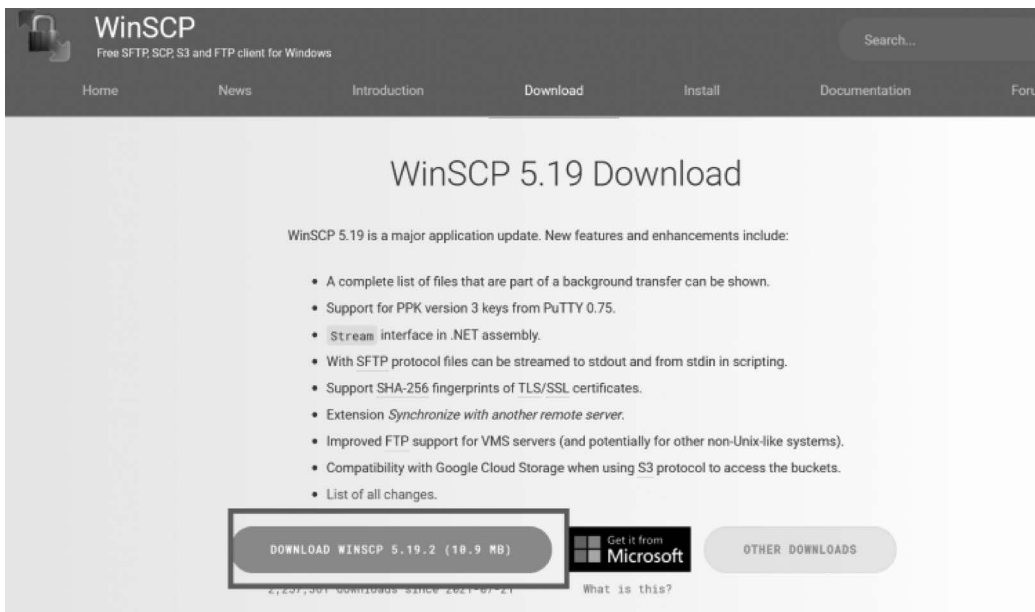 WinSCP
Free SFTP, SCP, S3 and FTP client for Windows
Search...
Home News Introduction Download Install Documentation Foru
WinSCP 5.19 Download
WinSCP 5.19 is a major application update. New features and enhancements include:
• A complete list of files that are part of a background transfer can be shown.
• Support for PPK version 3 keys from PuTTY 0.75.
• Stream interface in .NET assembly.
• With SFTP protocol files can be streamed to stdout and from stdin in scripting.
• Support SHA-256 fingerprints of TLS/SSL certificates.
• Extension Synchronize with another remote server.
• Improved FTP support for VMS servers (and potentially for other non-Unix-like systems).
• Compatibility with Google Cloud Storage when using S3 protocol to access the buckets.
• List of all changes.
DOWNLOAD WINSCP 5.19.2 (10.9 MB)
Get it from
Microsoft
OTHER DOWNLOADS
downloads since 2021-07-21
What is this?